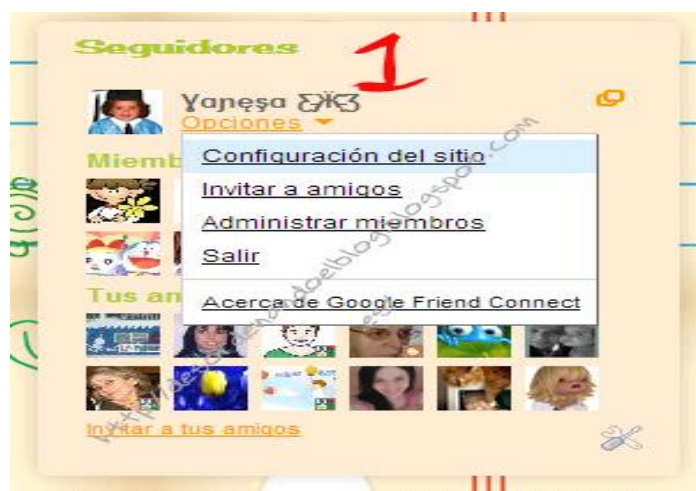 Seguidores
1
Opciones
Miemb
Configuración del sitio
Invitar a amigos
Administrar miembros
Salir
Tus am
Acerca de Google Friend Connect
Invitar a tus amigos